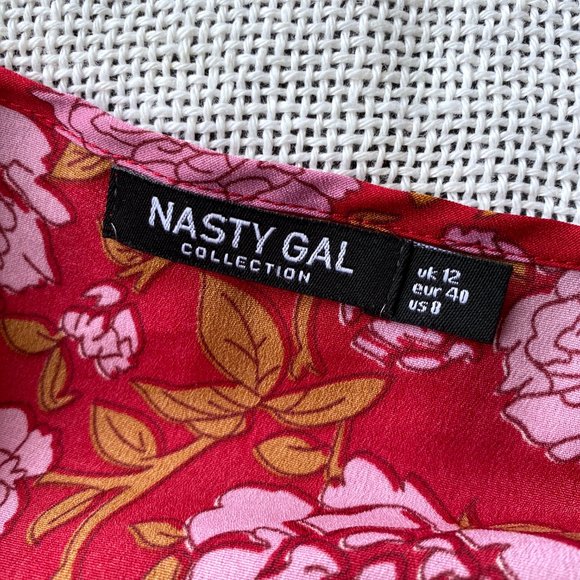 NASTY GAL
COLLECTION
uk 12
eur 40
us 8